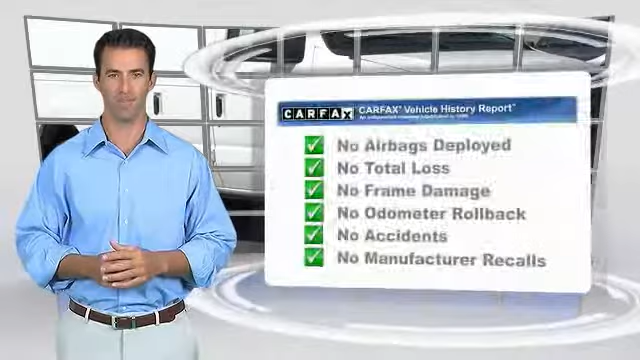 CARFAX CARFAX® Vehicle History Report™
No Airbags Deployed
No Total Loss
No Frame Damage
No Odometer Rollback
No Accidents
No Manufacturer Recalls